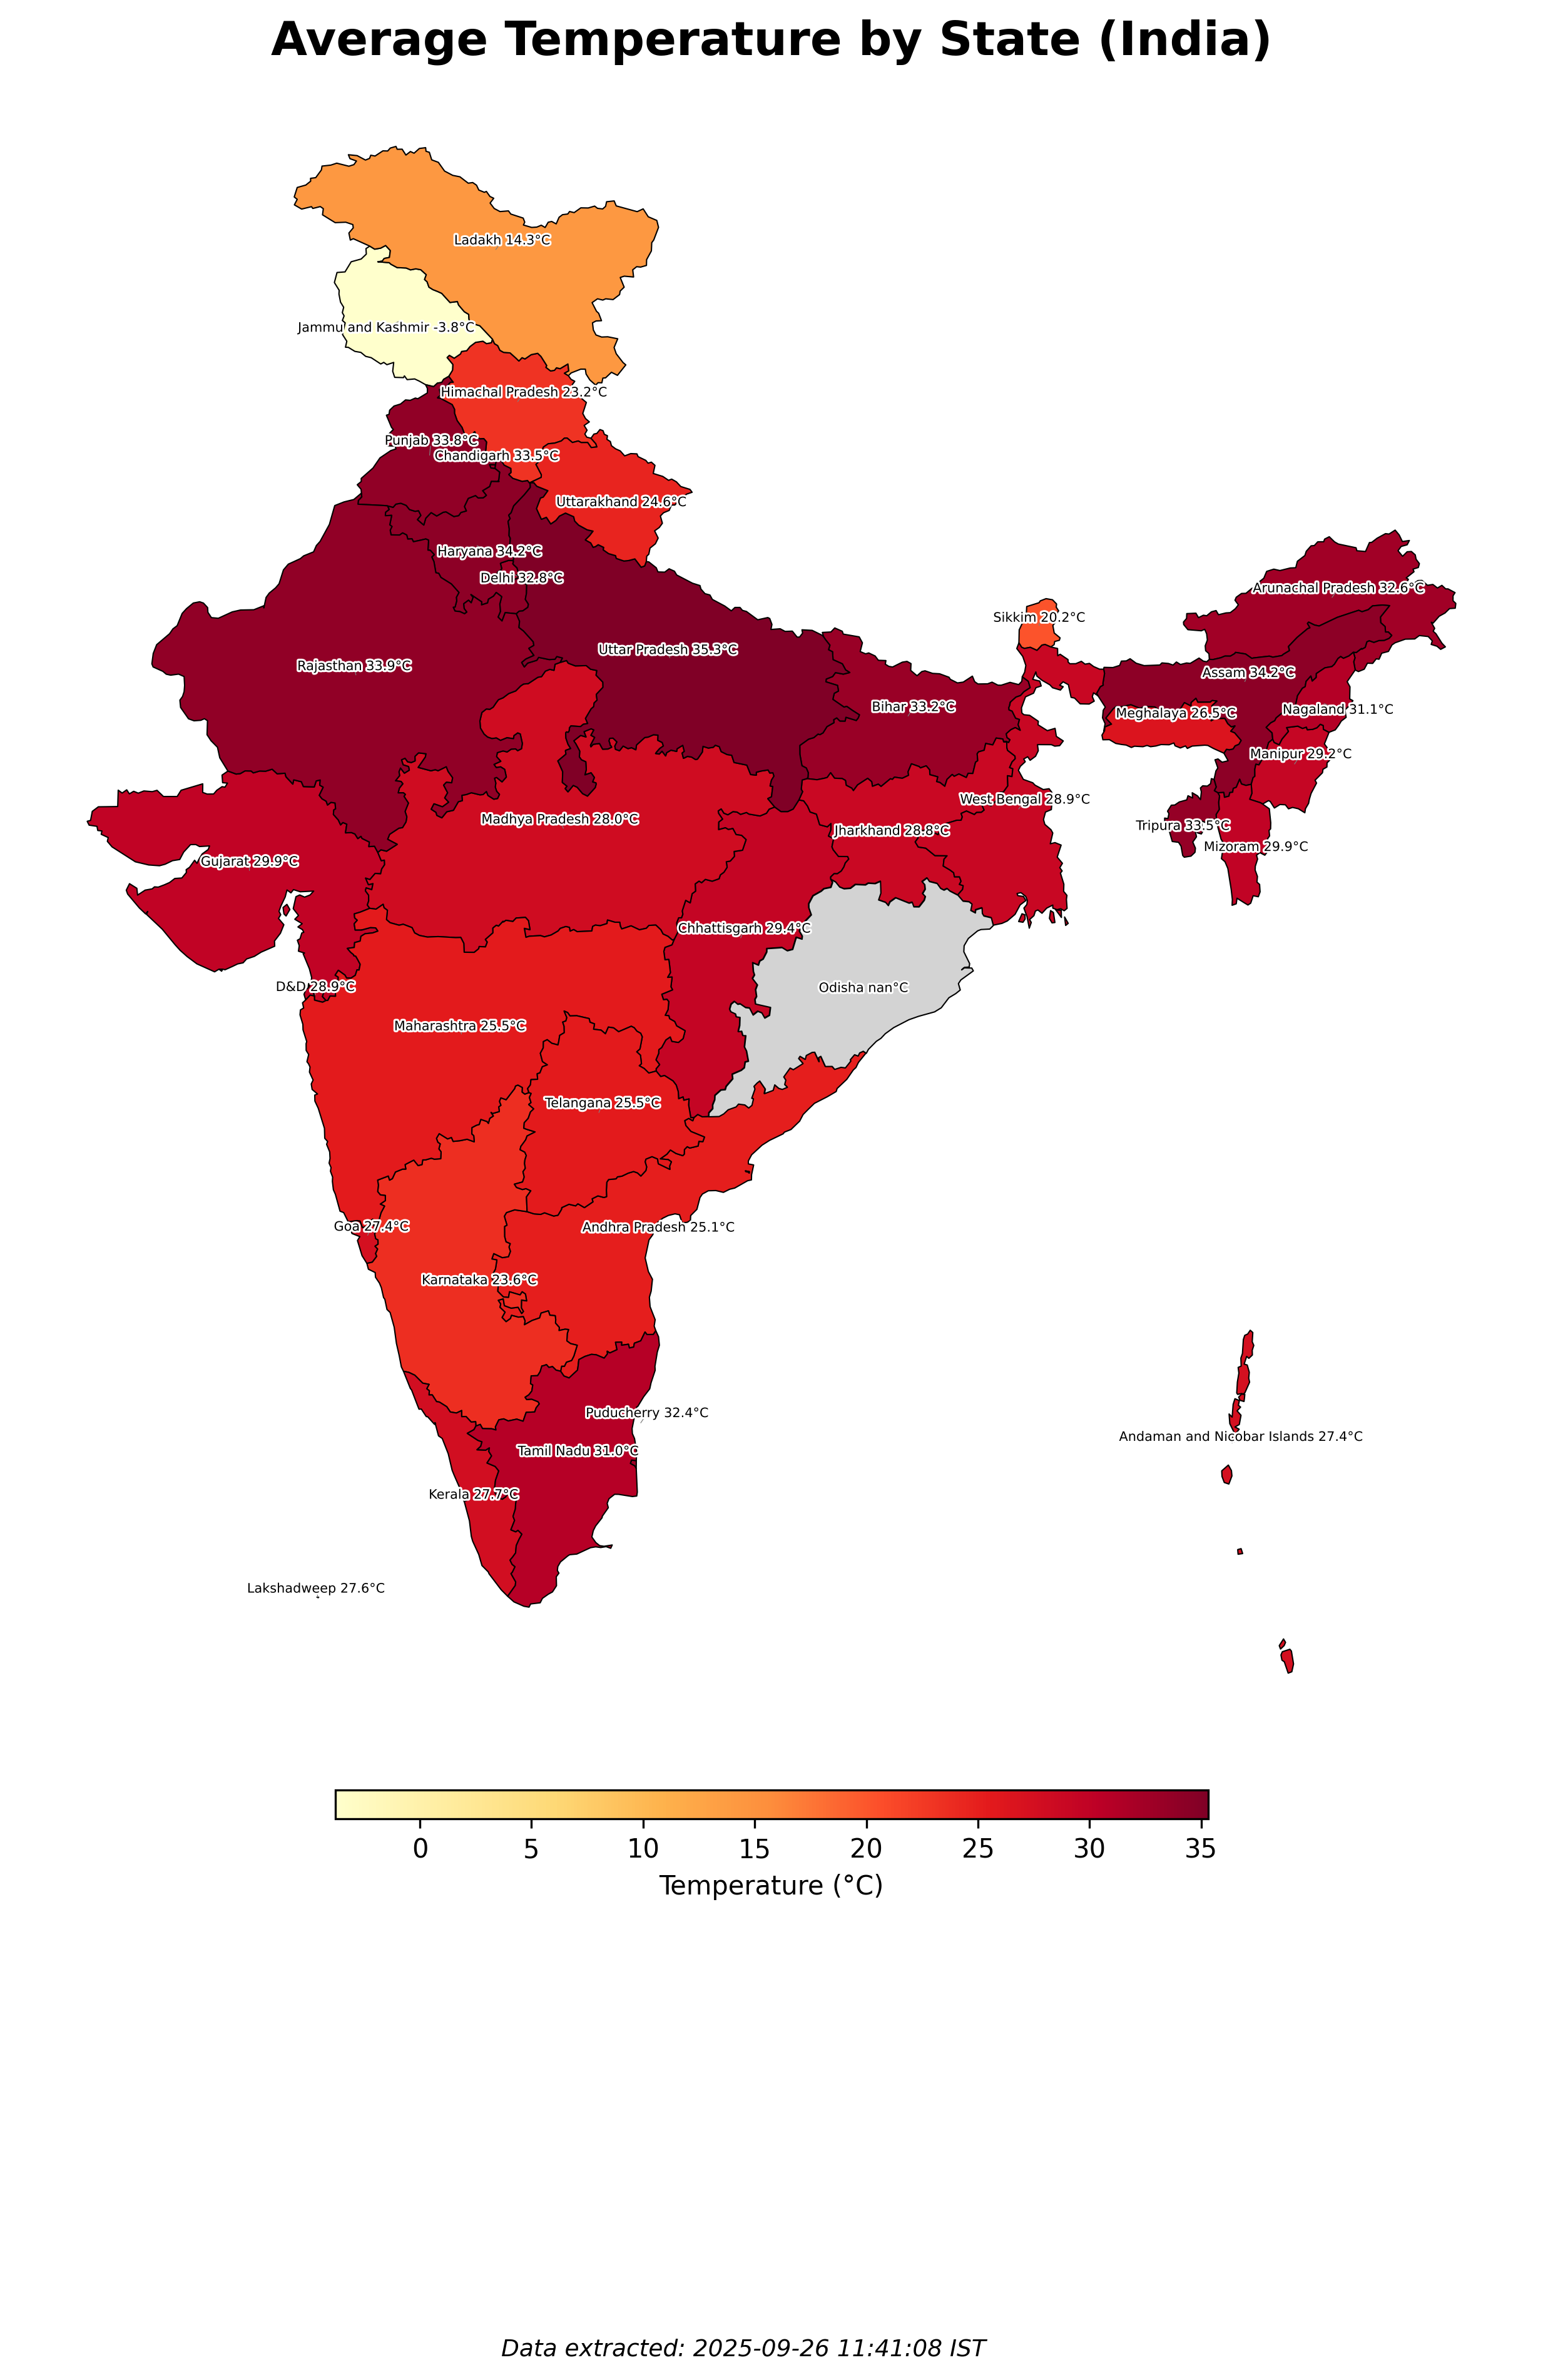 Average Temperature by State (India)
Ladakh 14.3°C
Jammu and Kashmir -3.8°C
Himachal Pradesh 23.2°C
Punjab 33.8°C
Chandigarh 33.5°C
Uttarakhand 24.6°C
Haryana 34.2°C
Delhi 32.8°C
Arunachal Pradesh 32.6°C
Sikkim 20.2°C
Uttar Pradesh 35.3°C
Rajasthan 33.9°C
Assam 34.2°C
Bihar 33.2°C
Nagaland 31.1°C
Meghalaya 26.5°C
Manipur 29.2°C
West Bengal 28.9°C
Madhya Pradesh 28.0°C
Tripura 33.5°C
Jharkhand 28.8°C
Mizoram 29.9°C
Gujarat 29.9°C
Chhattisgarh 29.4°C
D&D 28.9°C
Odisha nan°C
Maharashtra 25.5°C
Telangana 25.5°C
Goa 27.4°C
Andhra Pradesh 25.1°C
Karnataka 23.6°C
Puducherry 32.4°C
Andaman and Nicobar Islands 27.4°C
Tamil Nadu 31.0°C
Kerala 27.7°C
Lakshadweep 27.6°C
0 5 10 15 20 25 30 35
Temperature (°C)
Data extracted: 2025-09-26 11:41:08 IST